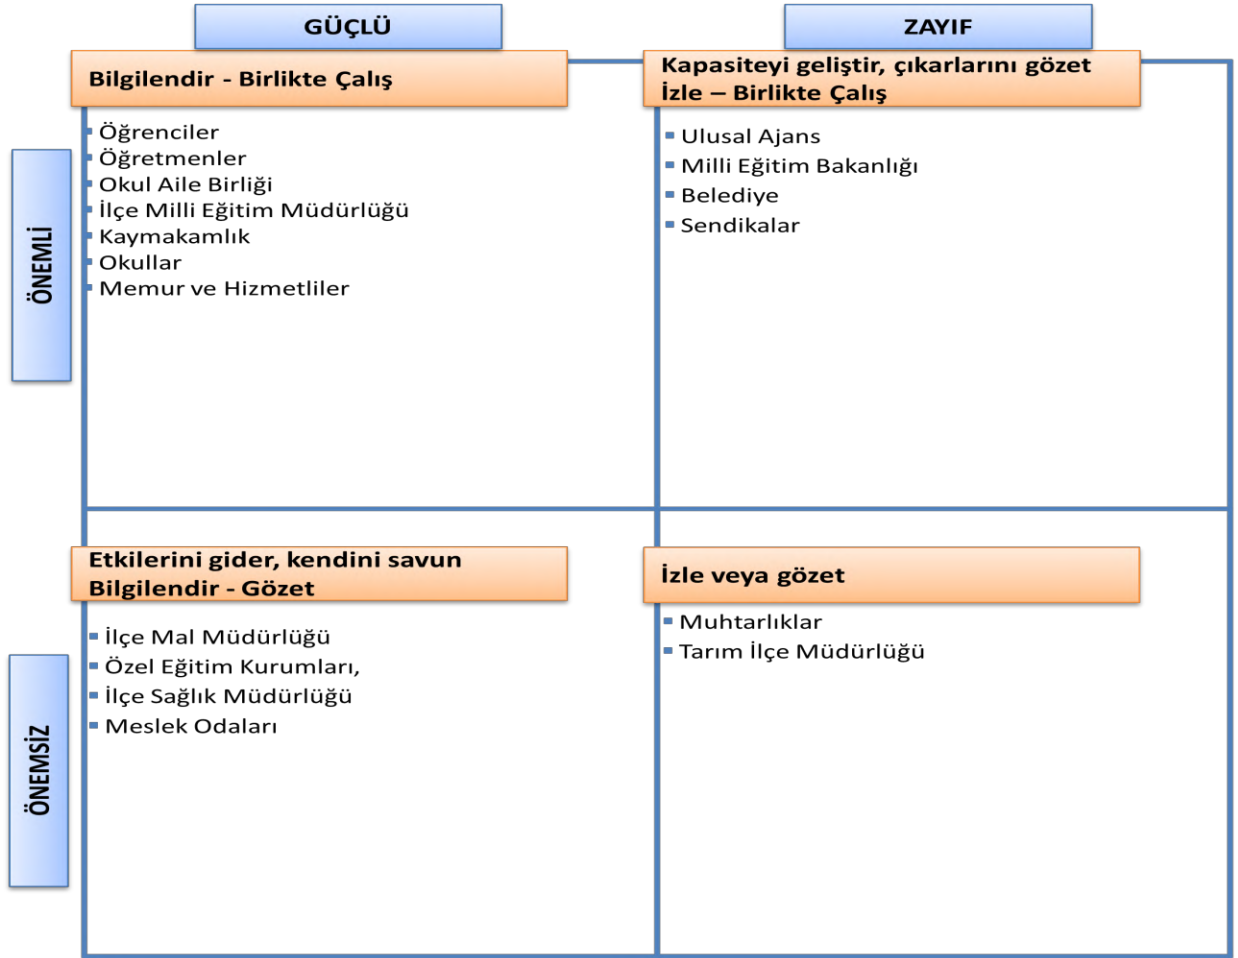 GÜÇLÜ
ZAYIF
ÖNEMLİ
Bilgilendir - Birlikte Çalış
Öğrenciler
Öğretmenler
Okul Aile Birliği
İlçe Milli Eğitim Müdürlüğü
Kaymakamlık
Okullar
Memur ve Hizmetliler
Kapasiteyi geliştir, çıkarlarını gözet
İzle – Birlikte Çalış
Ulusal Ajans
Milli Eğitim Bakanlığı
Belediye
Sendikalar
ÖNEMSİZ
Etkilerini gider, kendini savun
Bilgilendir - Gözet
İlçe Mal Müdürlüğü
Özel Eğitim Kurumları,
İlçe Sağlık Müdürlüğü
Meslek Odaları
İzle veya gözet
Muhtarlıklar
Tarım İlçe Müdürlüğü